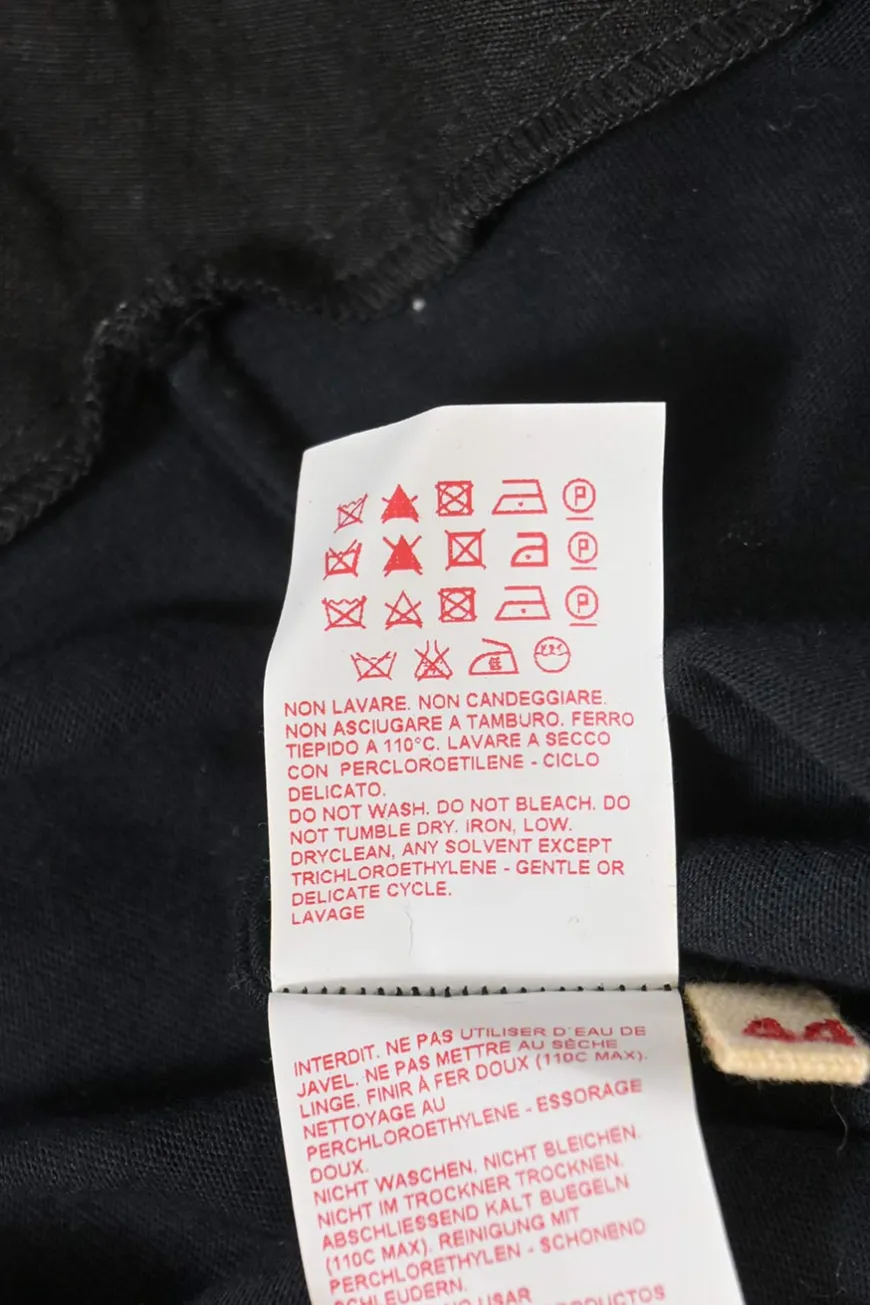 P
P
P
NON LAVARE. NON CANDEGGIARE.
NON ASCIUGARE A TAMBURO. FERRO
TIEPIDO A 110°C. LAVARE A SECCO
CON PERCLOROETILENE - CICLO
DELICATO.
DO NOT WASH. DO NOT BLEACH. DO
NOT TUMBLE DRY. IRON, LOW.
DRYCLEAN, ANY SOLVENT EXCEPT
TRICHLOROETHYLENE - GENTLE OR
DELICATE CYCLE.
LAVAGE
INTERDIT. NE PAS UTILISER D'EAU DE
JAVEL. NE PAS METTRE AU SÈCHE
LINGE. FINIR À FER DOUX (110C MAX).
NETTOYAGE AU
PERCHLOROETHYLENE - ESSORAGE
DOUX.
NICHT WASCHEN. NICHT BLEICHEN.
NICHT IM TROCKNER TROCKNEN.
ABSCHLIESSEND KALT BUEGELN
(110C MAX). REINIGUNG MIT
PERCHLORETHYLEN - SCHONEND
SCHLEUDERN.
USAR